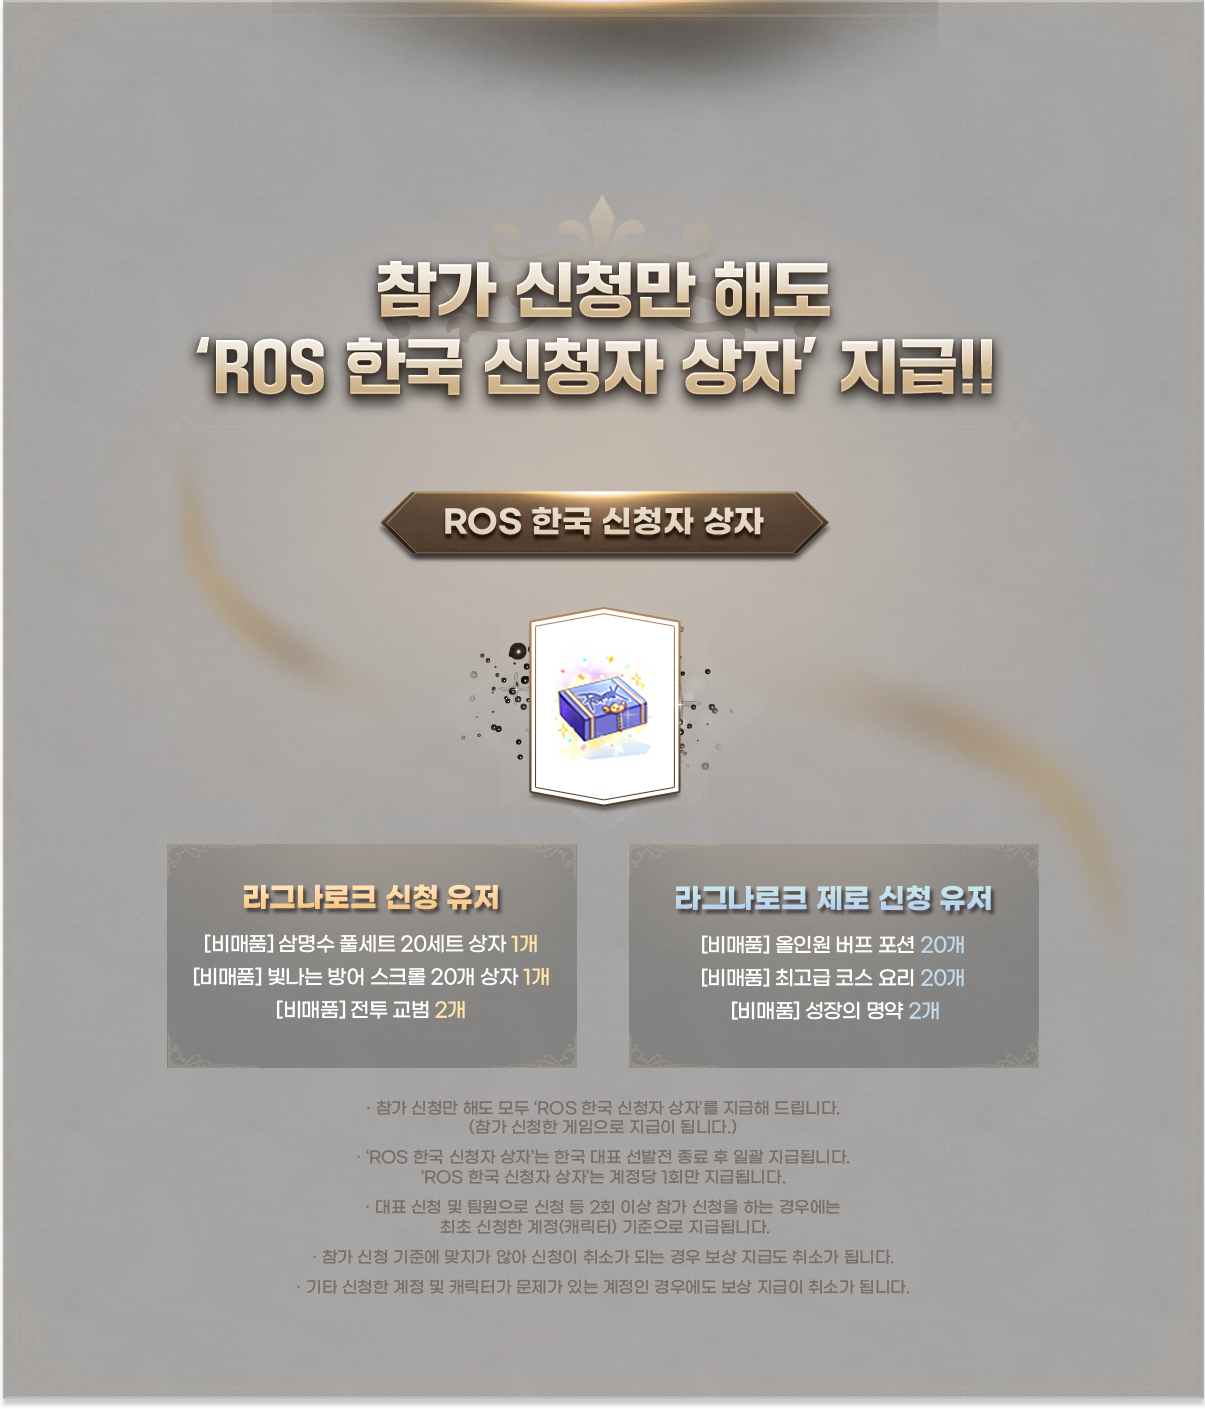 참가 신청만 해도
‘ROS 한국 신청자 상자’ 지급!!
ROS 한국 신청자 상자
라그나로크 신청 유저
[비매품] 삼명수 풀세트 20세트 상자 1개
[비매품] 빛나는 방어 스크롤 20개 상자 1개
[비매품] 전투 교범 2개
라그나로크 제로 신청 유저
[비매품] 올인원 버프 포션 20개
[비매품] 최고급 코스 요리 20개
[비매품] 성장의 명약 2개
· 참가 신청만 해도 모두 ‘ROS 한국 신청자 상자’를 지급해 드립니다.
(참가 신청한 게임으로 지급이 됩니다.)
· ‘ROS 한국 신청자 상자’는 한국 대표 선발전 종료 후 일괄 지급됩니다.
‘ROS 한국 신청자 상자’는 계정당 1회만 지급됩니다.
· 대표 신청 및 팀원으로 신청 등 2회 이상 참가 신청을 하는 경우에는
최초 신청한 계정(캐릭터) 기준으로 지급됩니다.
· 참가 신청 기준에 맞지가 않아 신청이 취소가 되는 경우 보상 지급도 취소가 됩니다.
· 기타 신청한 계정 및 캐릭터가 문제가 있는 계정인 경우에도 보상 지급이 취소가 됩니다.